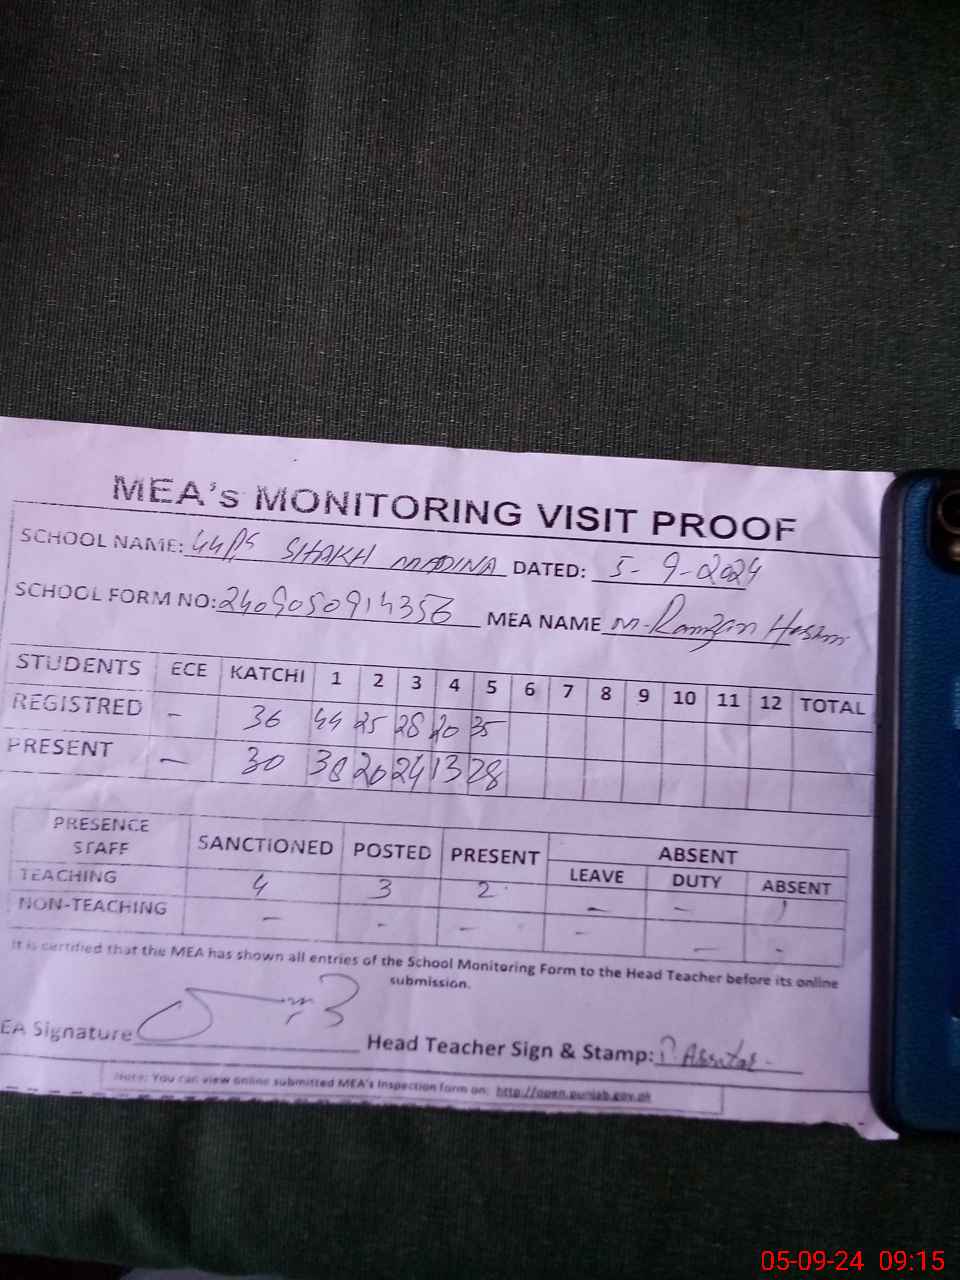 MEA's MONITORING VISIT PROOF
SCHOOL NAME: SHAKH MADINA DATED: 5-9-2024
SCHOOL FORM NO: 2409050914356 MEA NAME M. Ramzan
STUDENTS ECE KATCHI 1 2 3 4 5 6 7 8 9 10 11 12 TOTAL
REGISTRED - 36 44 25 28 20 35
PRESENT - 30 38 20 24 13 28
PRESENCE STAFF SANCTIONED POSTED PRESENT ABSENT
LEAVE DUTY ABSENT
TEACHING 4 3 2 - - 1
NON-TEACHING - - - - - -
It is certified that the MEA has shown all entries of the School Monitoring Form to the Head Teacher before its online
submission.
EA Signature Head Teacher Sign & Stamp:
Note: You can view online submitted MEA's Inspection form on: http://open.punjab.gov.pk
05-09-24 09:15